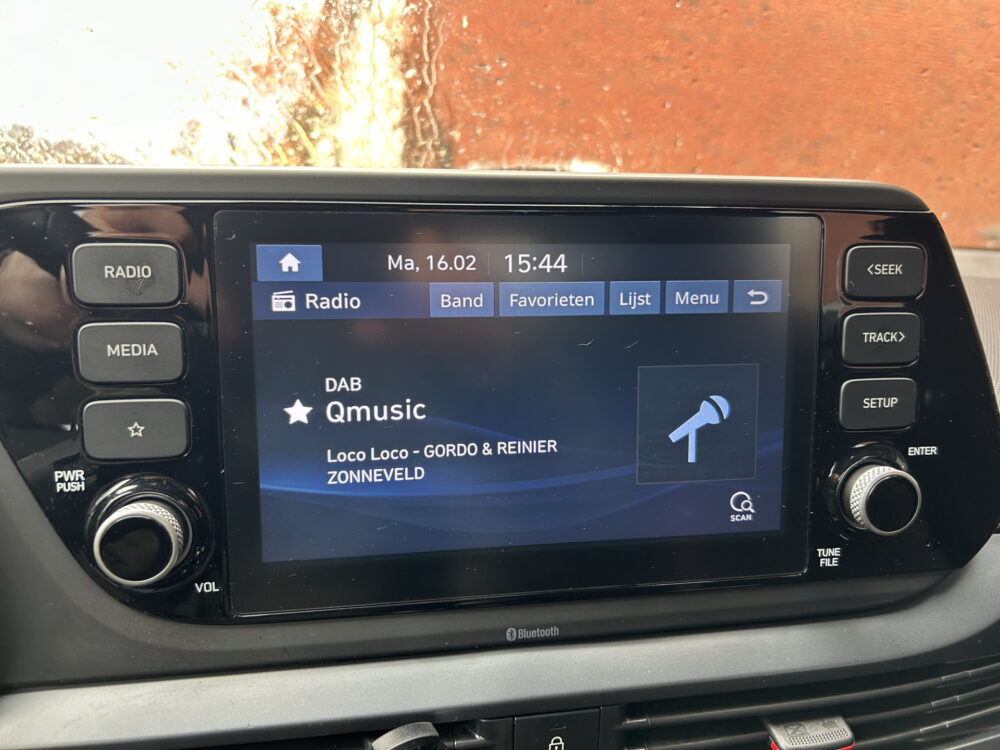 RADIO
MEDIA
PWR
PUSH
VOL
Ma, 16.02 15:44
Radio Band Favorieten Lijst Menu
DAB
Qmusic
Loco Loco - GORDO & REINIER
ZONNEVELD
SCAN
<SEEK
TRACK>
SETUP
ENTER
TUNE
FILE
Bluetooth